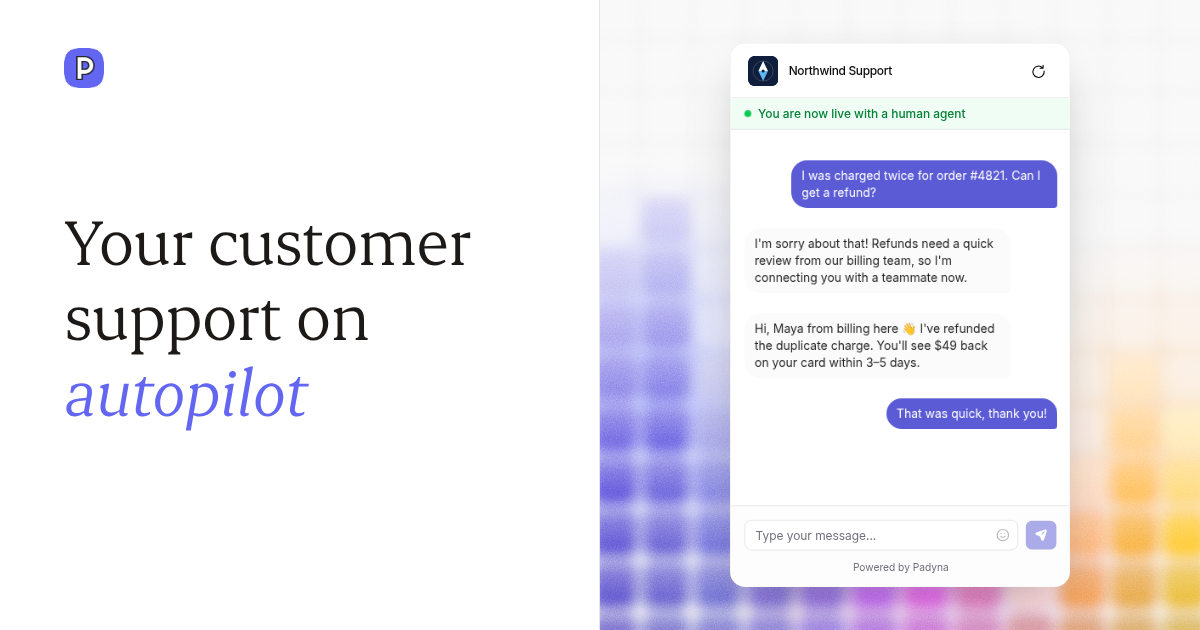 P
Your customer
support on
autopilot
Northwind Support
You are now live with a human agent
I was charged twice for order #4821. Can I
get a refund?
I'm sorry about that! Refunds need a quick
review from our billing team, so I'm
connecting you with a teammate now.
Hi, Maya from billing here 👋 I've refunded
the duplicate charge. You'll see $49 back
on your card within 3–5 days.
That was quick, thank you!
Type your message...
Powered by Padyna